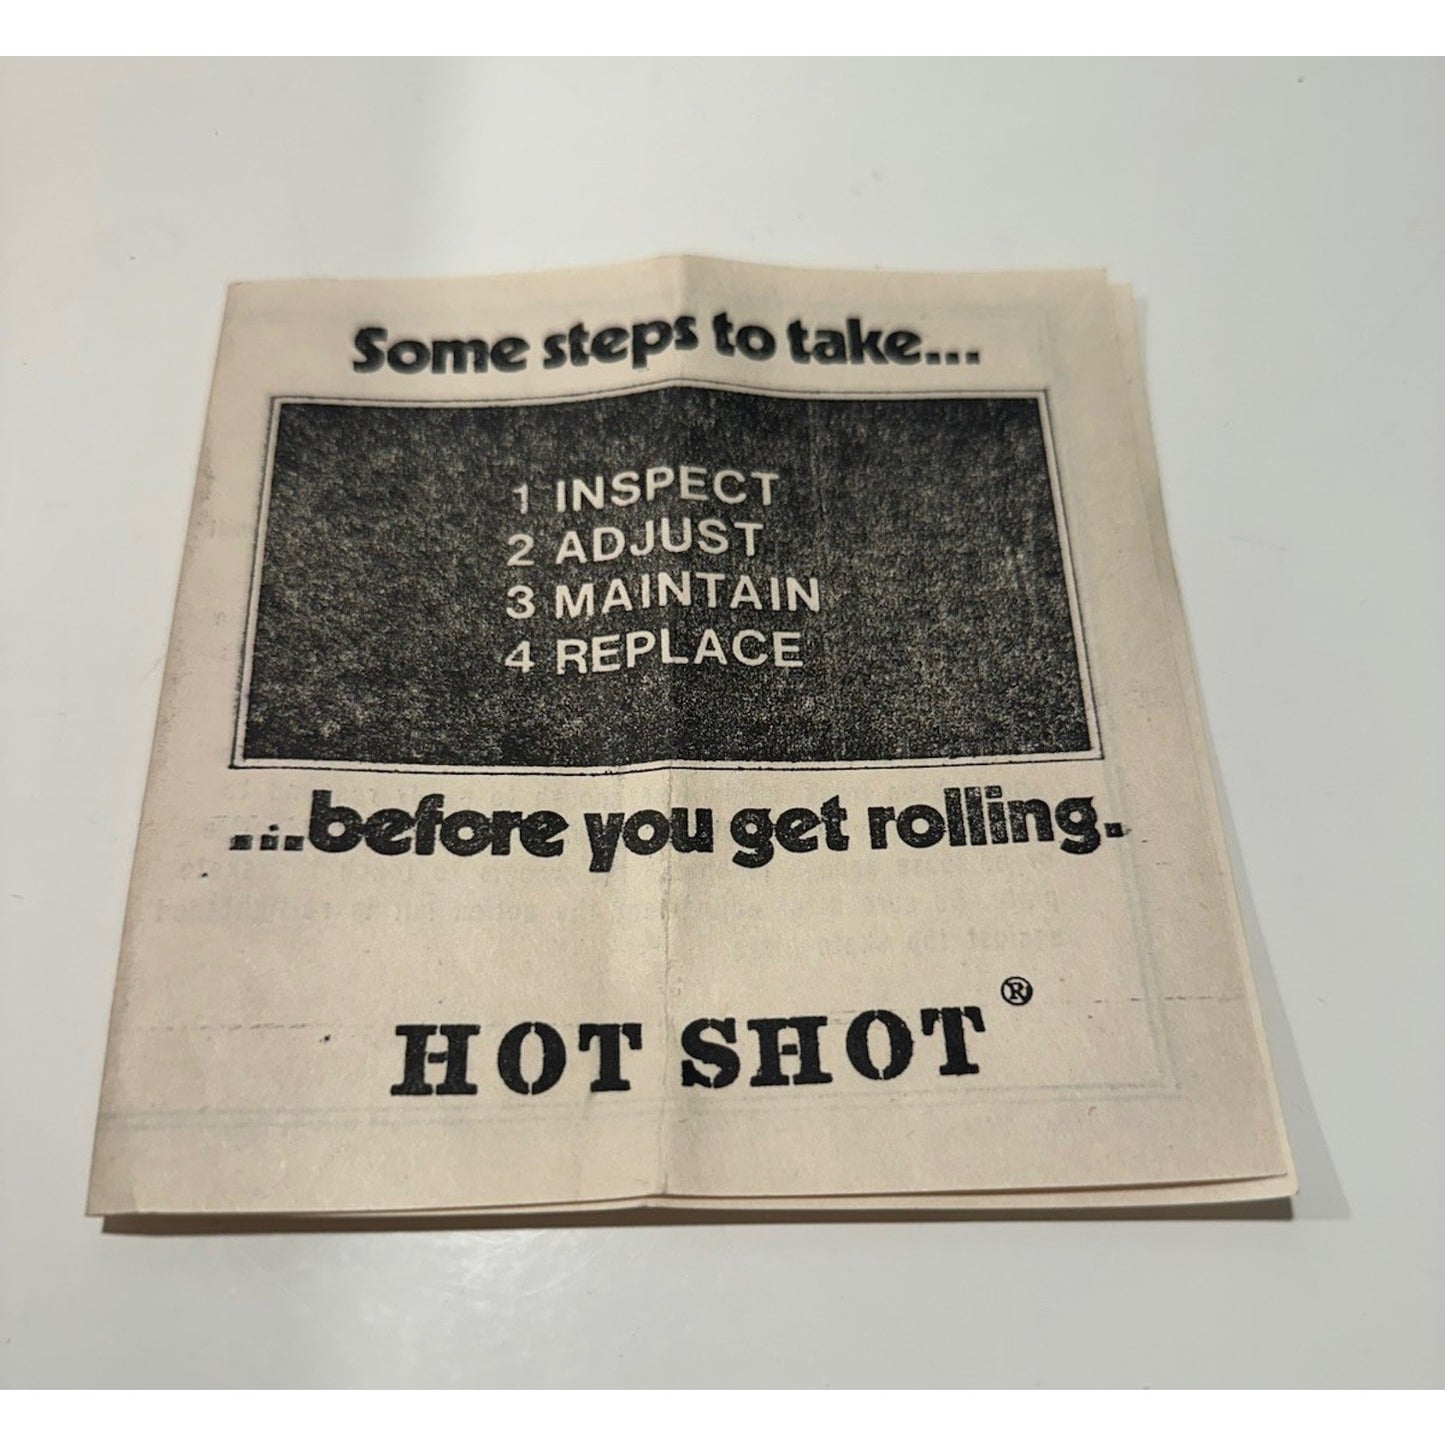 Some steps to take...
1 INSPECT
2 ADJUST
3 MAINTAIN
4 REPLACE
...before you get rolling.
HOT SHOT ®